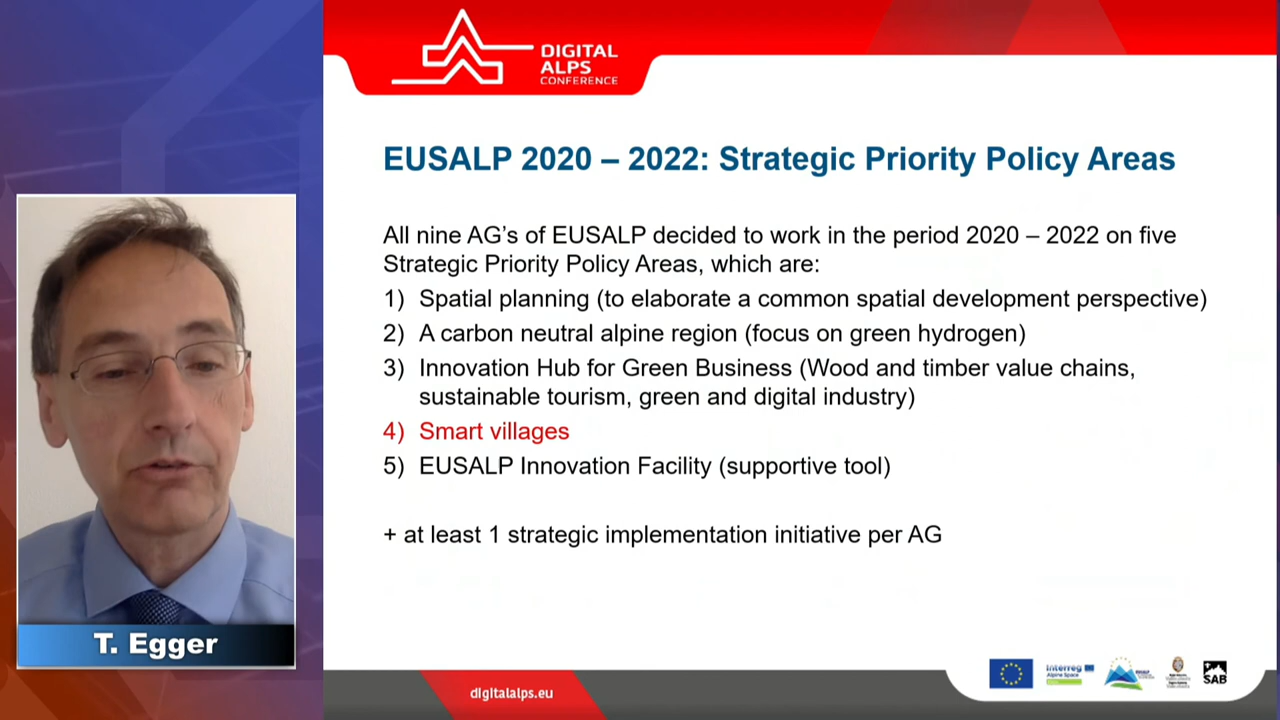 DIGITAL
ALPS
CONFERENCE
EUSALP 2020 – 2022: Strategic Priority Policy Areas
All nine AG’s of EUSALP decided to work in the period 2020 – 2022 on five
Strategic Priority Policy Areas, which are:
1) Spatial planning (to elaborate a common spatial development perspective)
2) A carbon neutral alpine region (focus on green hydrogen)
3) Innovation Hub for Green Business (Wood and timber value chains,
sustainable tourism, green and digital industry)
4) Smart villages
5) EUSALP Innovation Facility (supportive tool)
+ at least 1 strategic implementation initiative per AG
T. Egger
digitalalps.eu
Interreg
Alpine Space
EUSALP
SAB